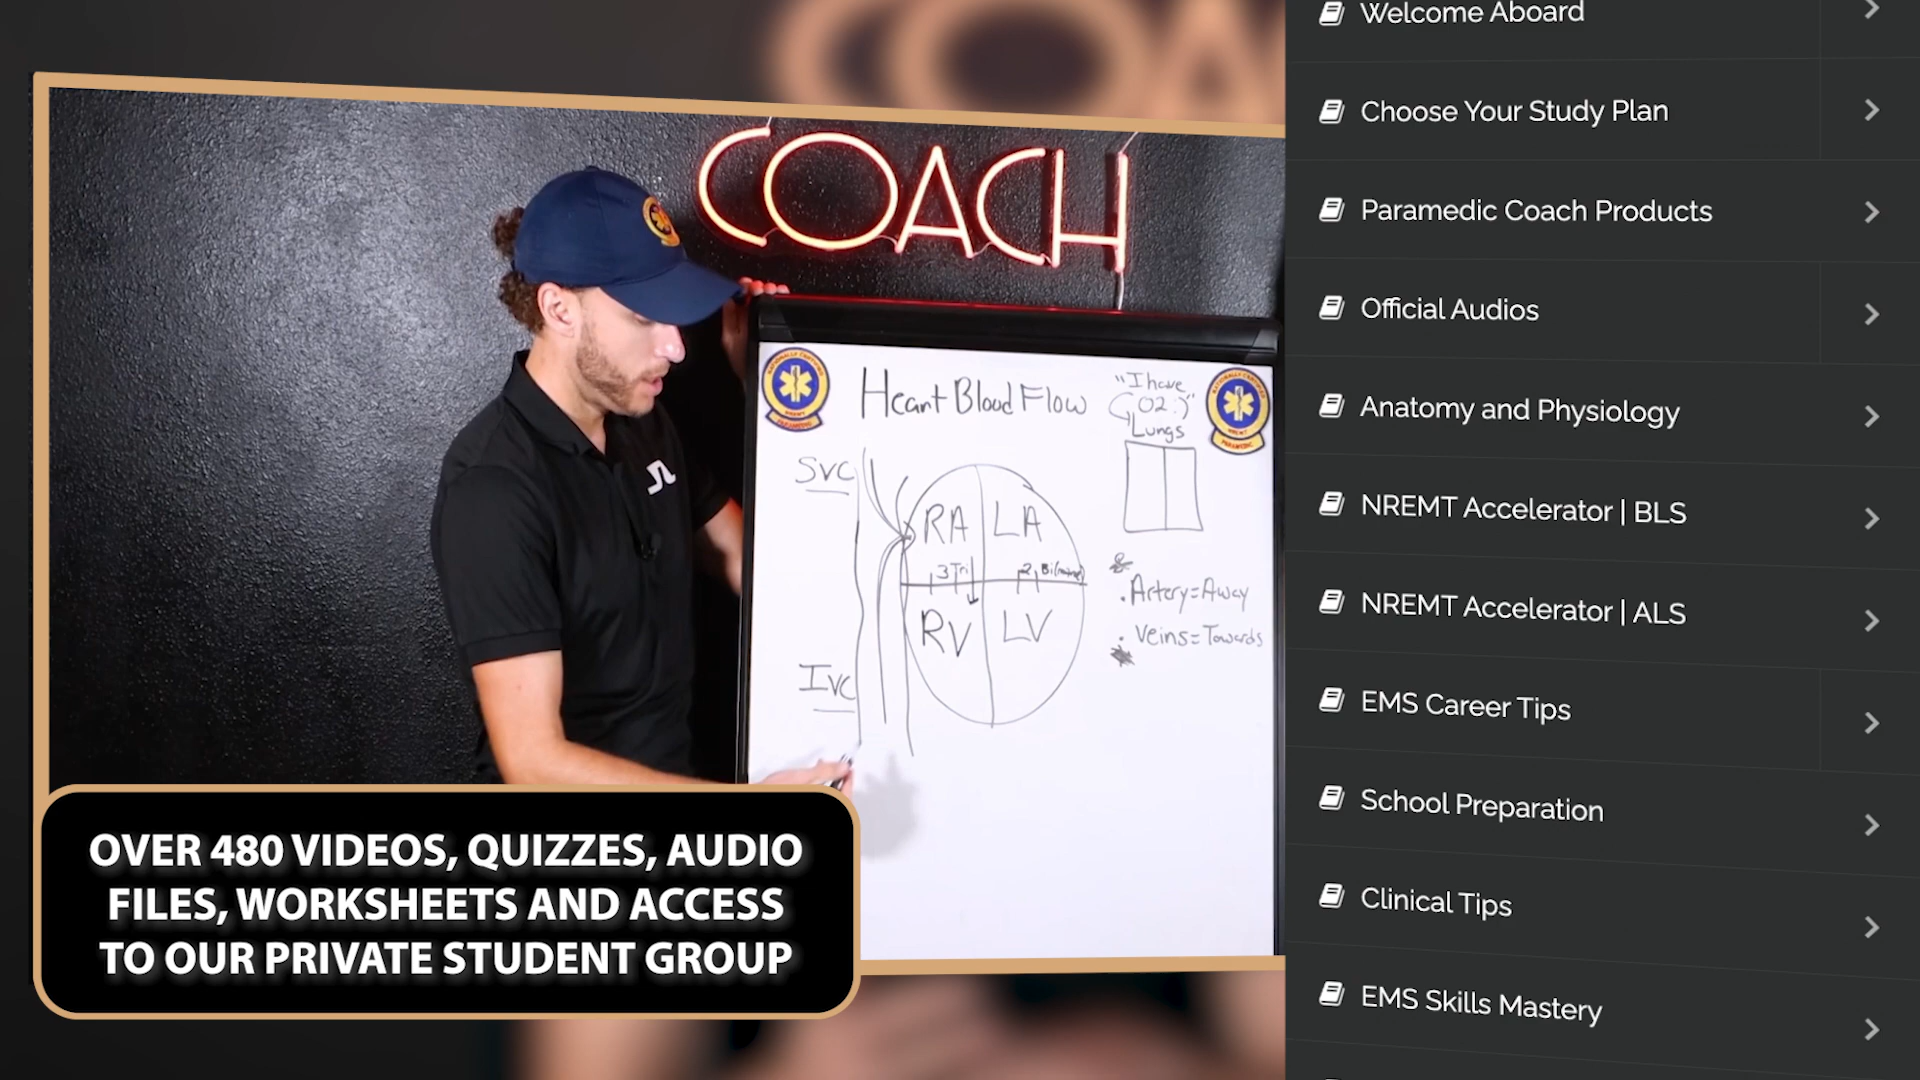 COACH
Heart Blood Flow
"I have
O2:)"
Lungs
SVC
RA
LA
3 Tri
2, Bi
RV
LV
IVC
.Artery=Away
. Veins=Towards
OVER 480 VIDEOS, QUIZZES, AUDIO
FILES, WORKSHEETS AND ACCESS
TO OUR PRIVATE STUDENT GROUP
Welcome Aboard
Choose Your Study Plan
Paramedic Coach Products
Official Audios
Anatomy and Physiology
NREMT Accelerator | BLS
NREMT Accelerator | ALS
EMS Career Tips
School Preparation
Clinical Tips
EMS Skills Mastery